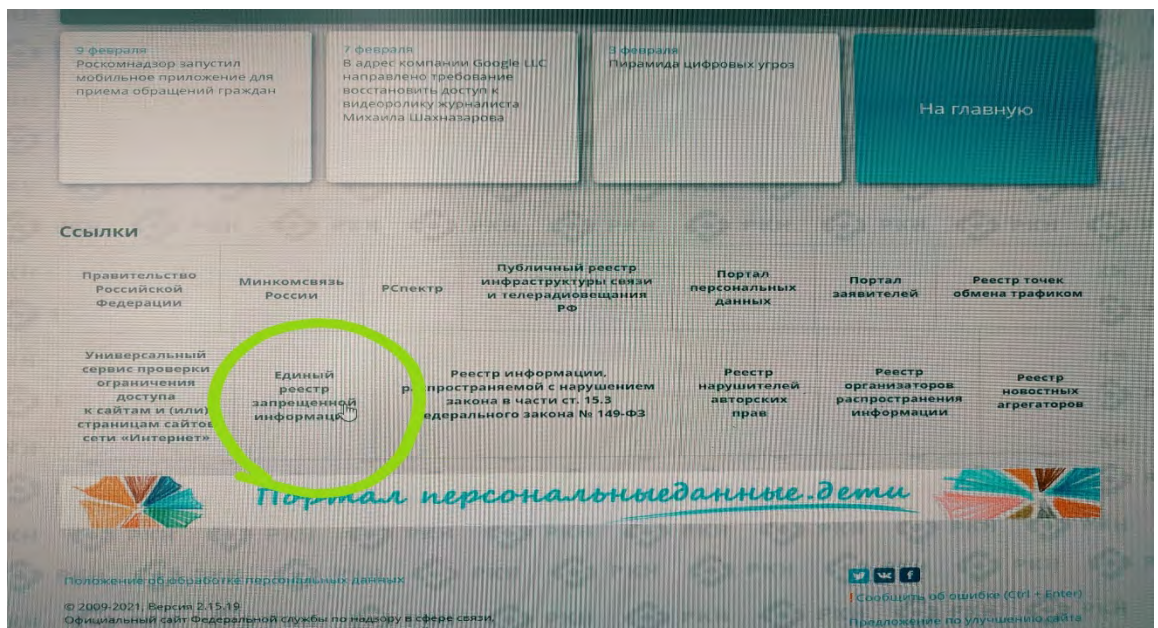 9 февраля
Роскомнадзор запустил
мобильное приложение для
приема обращений граждан
7 февраля
В адрес компании Google LLC
направлено требование
восстановить доступ к
видеоролику журналиста
Михаила Шахназарова
3 февраля
Пирамида цифровых угроз
На главную
Ссылки
Правительство
Российской
Федерации
Минкомсвязь
России
РСпектр
Публичный реестр
инфраструктуры связи
и телерадиовещания
РФ
Портал
персональных
данных
Портал
заявителей
Реестр точек
обмена трафиком
Универсальный
сервис проверки
ограничения
доступа
к сайтам и (или)
страницам сайтов
сети «Интернет»
Единый
реестр
запрещенной
информации
Реестр информации,
распространяемой с нарушением
закона в части ст. 15.3
едерального закона № 149-ФЗ
Реестр
нарушителей
авторских
прав
Реестр
организаторов
распространения
информации
Реестр
новостных
агрегаторов
Портал персональныеданные.дети
Положение об обработке персональных данных
© 2009-2021, Версия 2.15.19
Официальный сайт Федеральной службы по надзору в сфере связи,
! Сообщить об ошибке (Ctrl + Enter)
Предложение по улучшению сайта
РКН